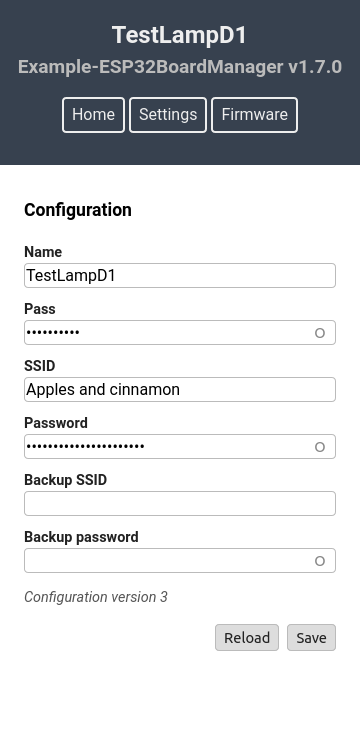 TestLampD1
Example-ESP32BoardManager v1.7.0
Home Settings Firmware
Configuration
Name
TestLampD1
Pass
••••••••••
SSID
Apples and cinnamon
Password
••••••••••••••••••••••
Backup SSID
Backup password
Configuration version 3
Reload Save